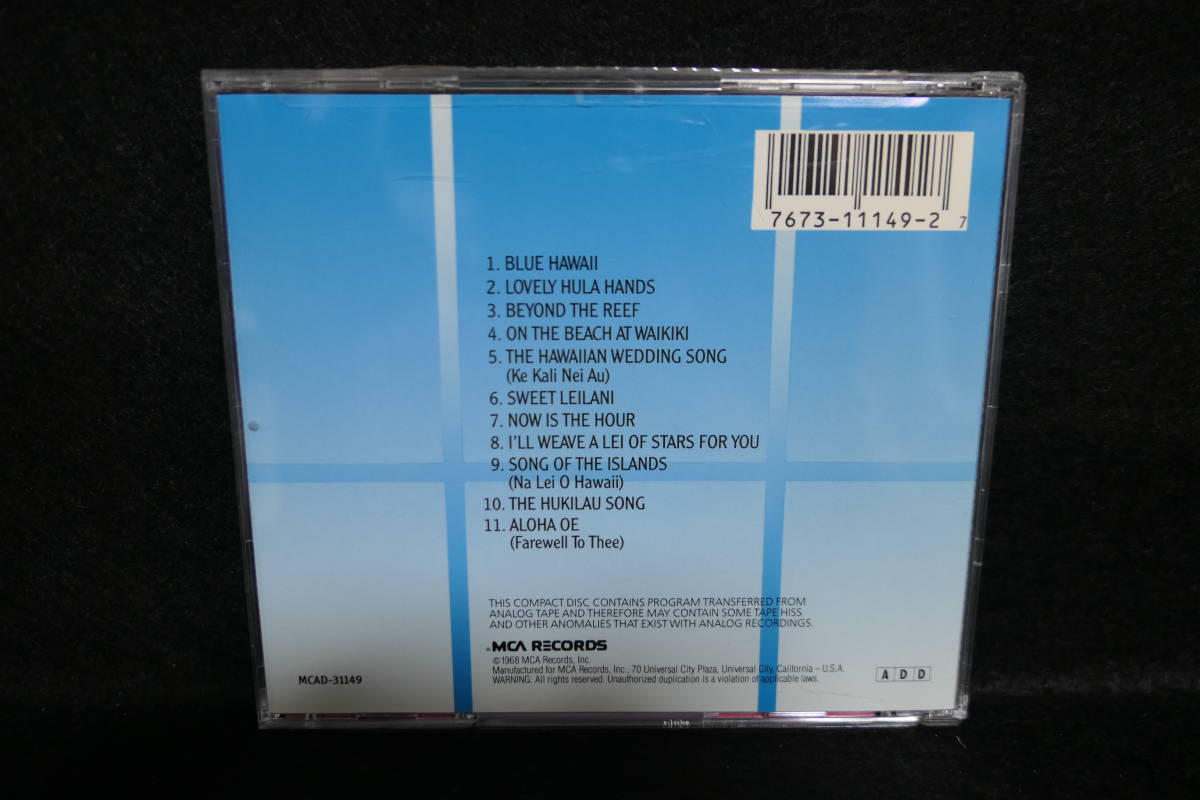 7673-11149-2 7
1. BLUE HAWAII
2. LOVELY HULA HANDS
3. BEYOND THE REEF
4. ON THE BEACH AT WAIKIKI
5. THE HAWAIIAN WEDDING SONG
(Ke Kali Nei Au)
6. SWEET LEILANI
7. NOW IS THE HOUR
8. I'LL WEAVE A LEI OF STARS FOR YOU
9. SONG OF THE ISLANDS
(Na Lei O Hawaii)
10. THE HUKILAU SONG
11. ALOHA OE
(Farewell To Thee)
THIS COMPACT DISC CONTAINS PROGRAM TRANSFERRED FROM
ANALOG TAPE AND THEREFORE MAY CONTAIN SOME TAPE HISS
AND OTHER ANOMALIES THAT EXIST WITH ANALOG RECORDINGS.
MCA RECORDS
©1968 MCA Records, Inc.
Manufactured for MCA Records, Inc., 70 Universal City Plaza, Universal City, California – U.S.A.
WARNING: All rights reserved. Unauthorized duplication is a violation of applicable laws.
MCAD-31149
A D D